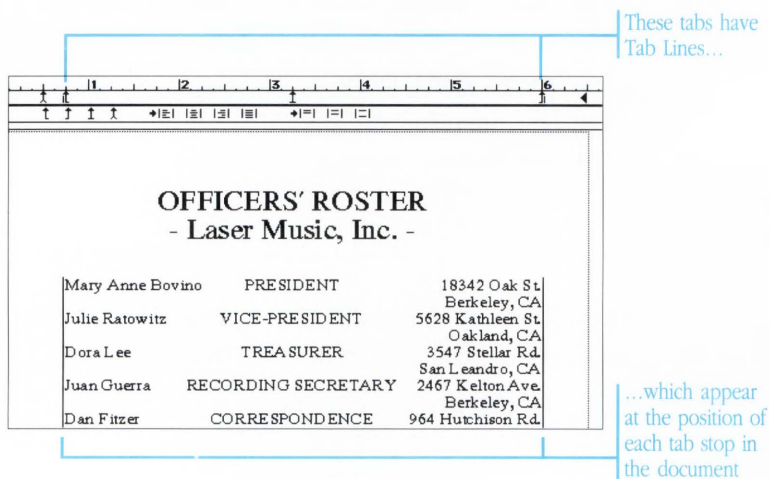 These tabs have
Tab Lines...
1 2 3 4 5 6
OFFICERS' ROSTER
- Laser Music, Inc. -
Mary Anne Bovino PRESIDENT 18342 Oak St.
Berkeley, CA
Julie Ratowitz VICE-PRESIDENT 5628 Kathleen St.
Oakland, CA
Dora Lee TREASURER 3547 Stellar Rd.
San Leandro, CA
Juan Guerra RECORDING SECRETARY 2467 Kelton Ave.
Berkeley, CA
Dan Fitzer CORRESPONDENCE 964 Hutchison Rd.
...which appear
at the position of
each tab stop in
the document